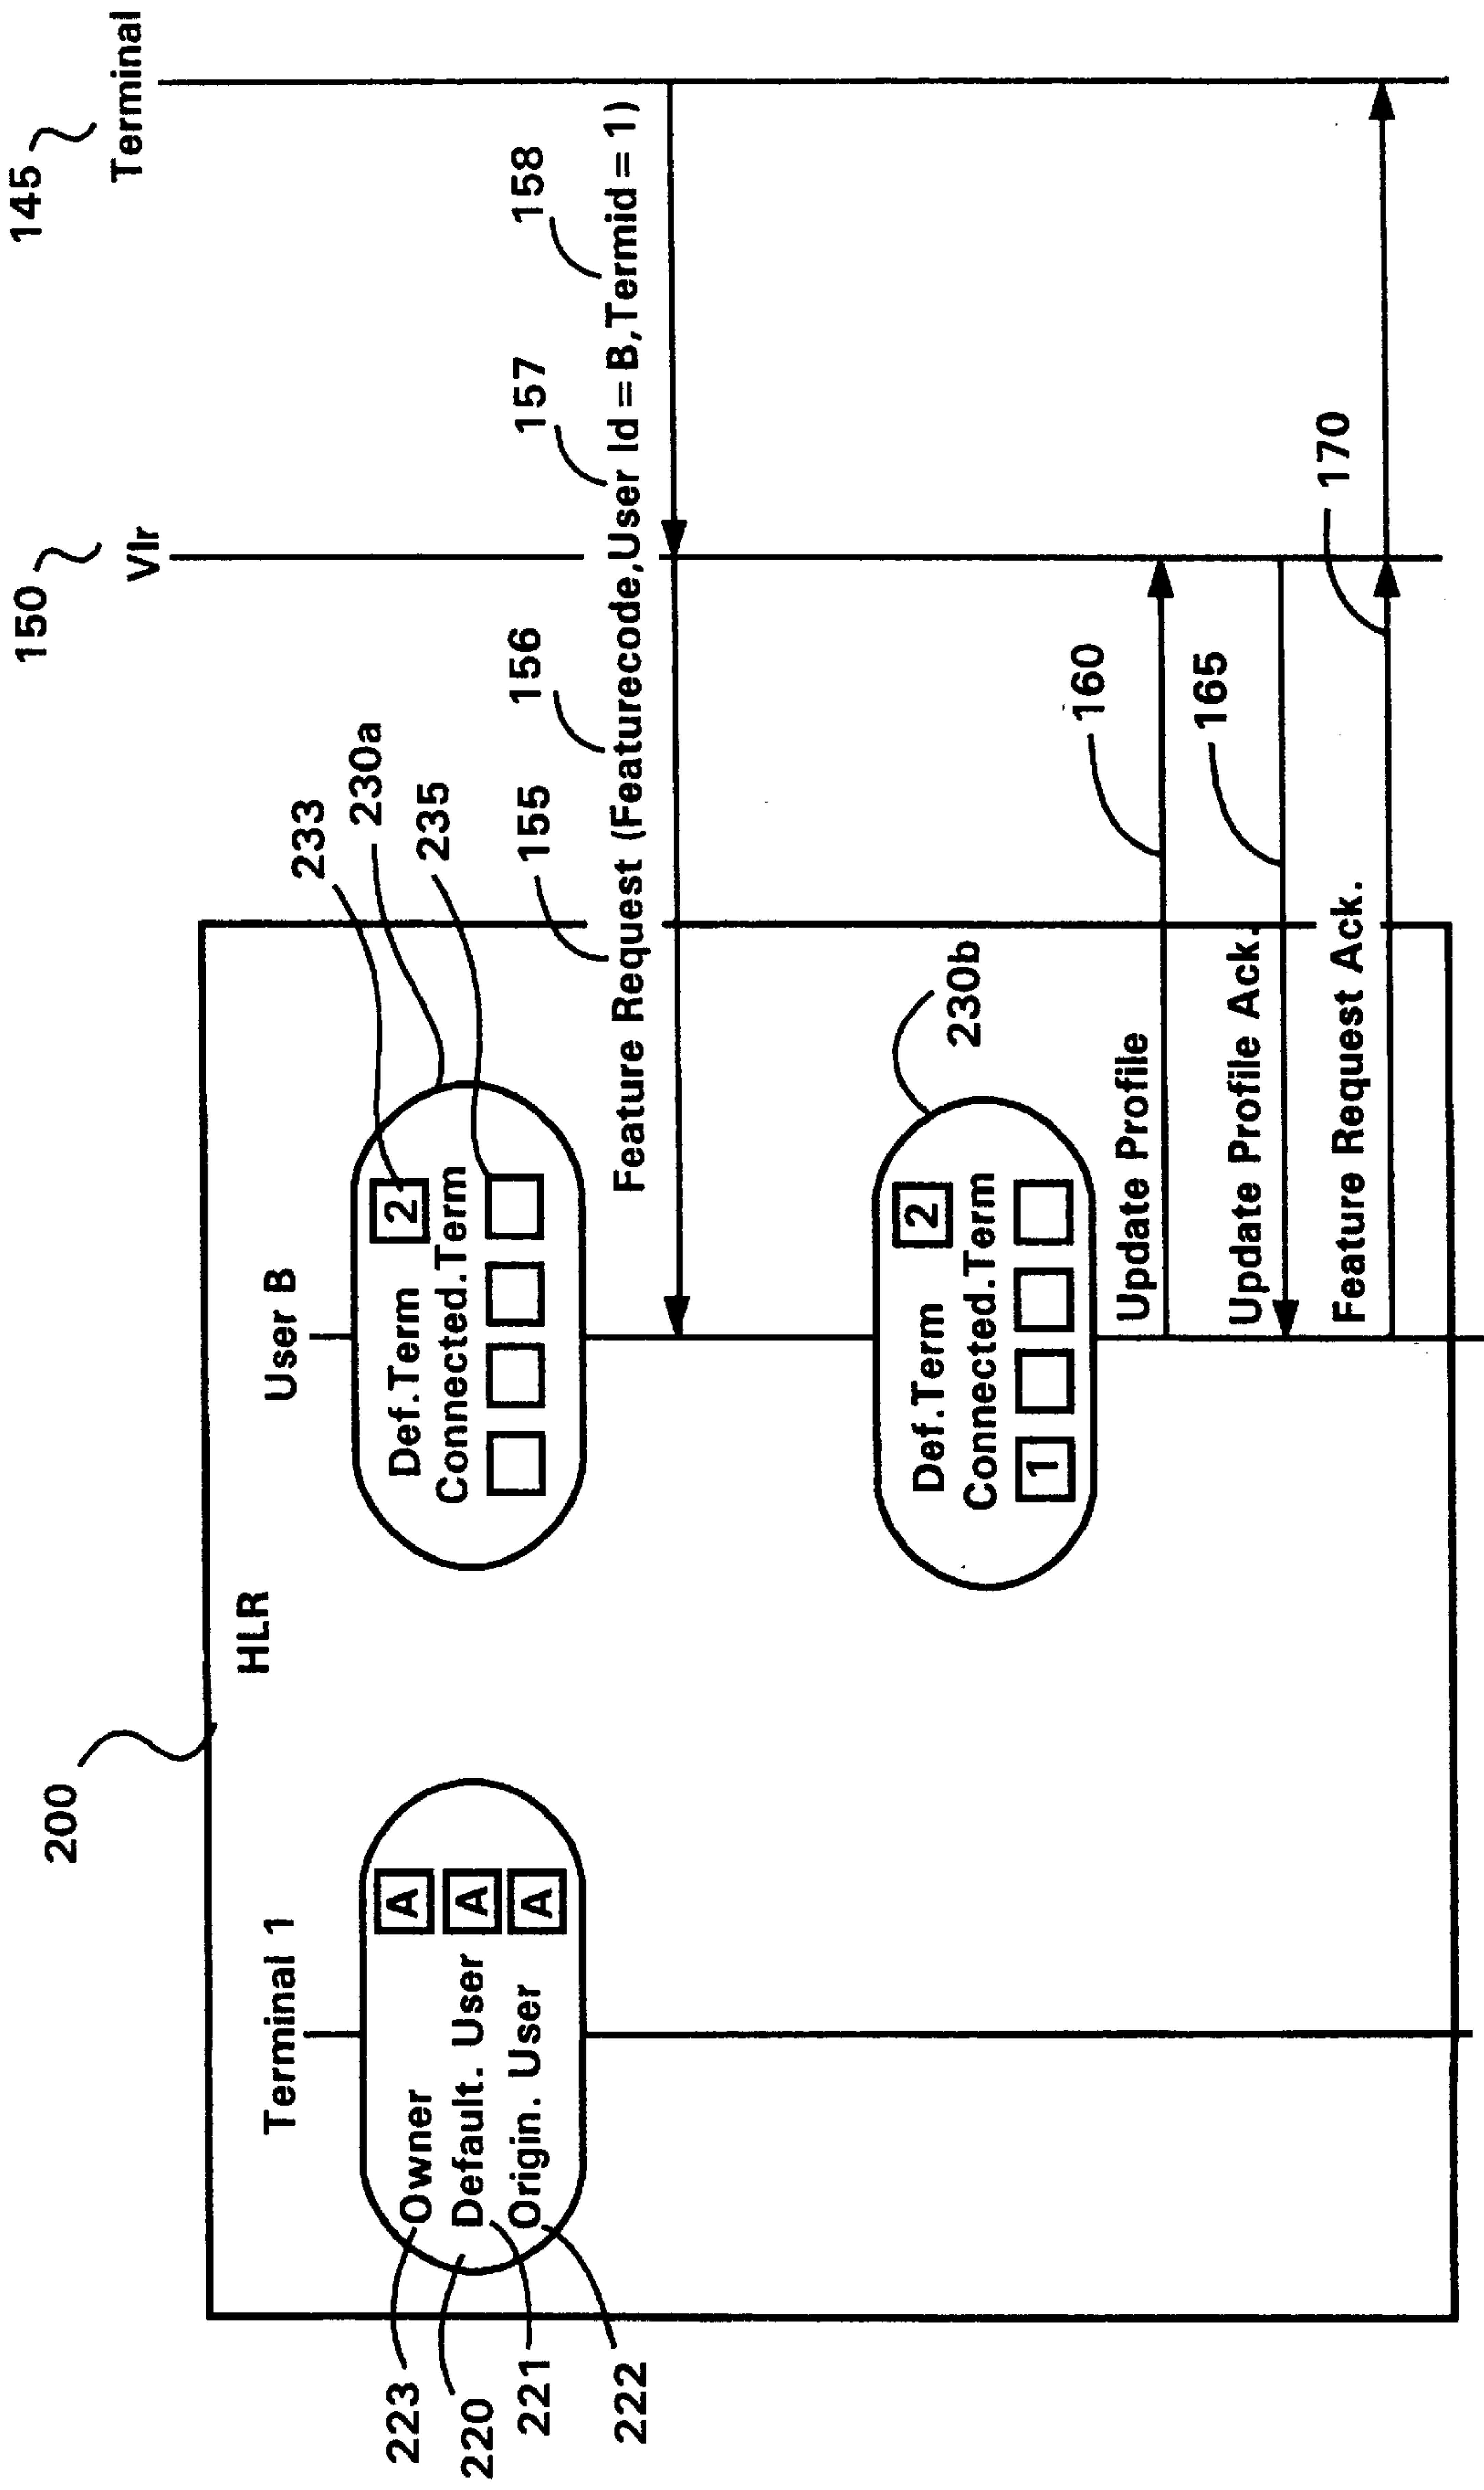 145
Terminal
150
Vlr
200
HLR
Terminal 1
User B
233
230a
235
223
Owner A
220
Default. User A
221
Origin. User A
222
Def.Term 2
Connected.Term
155
156
157
158
Feature Request (Featurecode,User Id=B,Termid=1)
230b
Def.Term 2
Connected.Term
1
Update Profile
160
Update Profile Ack.
165
Feature Request Ack.
170